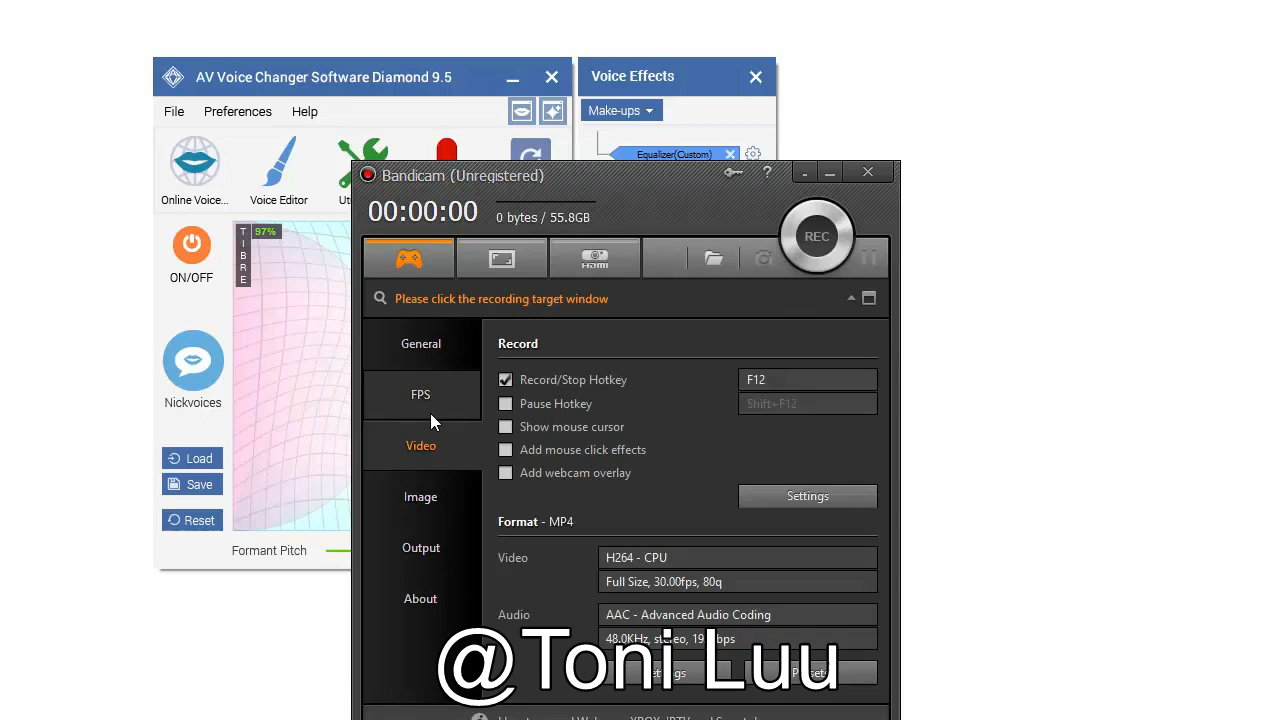 AV Voice Changer Software Diamond 9.5
Voice Effects
File Preferences Help
Make-ups
Equalizer(Custom)
Online Voice... Voice Editor
Bandicam (Unregistered)
00:00:00 0 bytes / 55.8GB
REC
ON/OFF
TIBRE 97%
Please click the recording target window
Nickvoices
Load
Save
Reset
Formant Pitch
General
FPS
Video
Image
Output
About
Record
Record/Stop Hotkey F12
Pause Hotkey Shift+F12
Show mouse cursor
Add mouse click effects
Add webcam overlay
Settings
Format - MP4
Video H264 - CPU
Full Size, 30.00fps, 80q
Audio AAC - Advanced Audio Coding
48.0KHz, stereo,
@Toni Luu